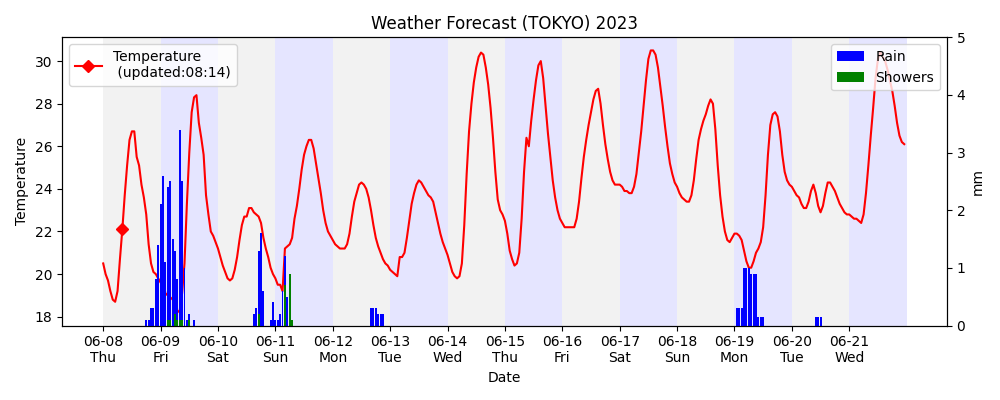 Weather Forecast (TOKYO) 2023
Temperature
(updated:08:14)
Rain
Showers
Temperature
30
28
26
24
22
20
18
5
4
3
2
1
0
mm
06-08 06-09 06-10 06-11 06-12 06-13 06-14 06-15 06-16 06-17 06-18 06-19 06-20 06-21
Thu Fri Sat Sun Mon Tue Wed Thu Fri Sat Sun Mon Tue Wed
Date